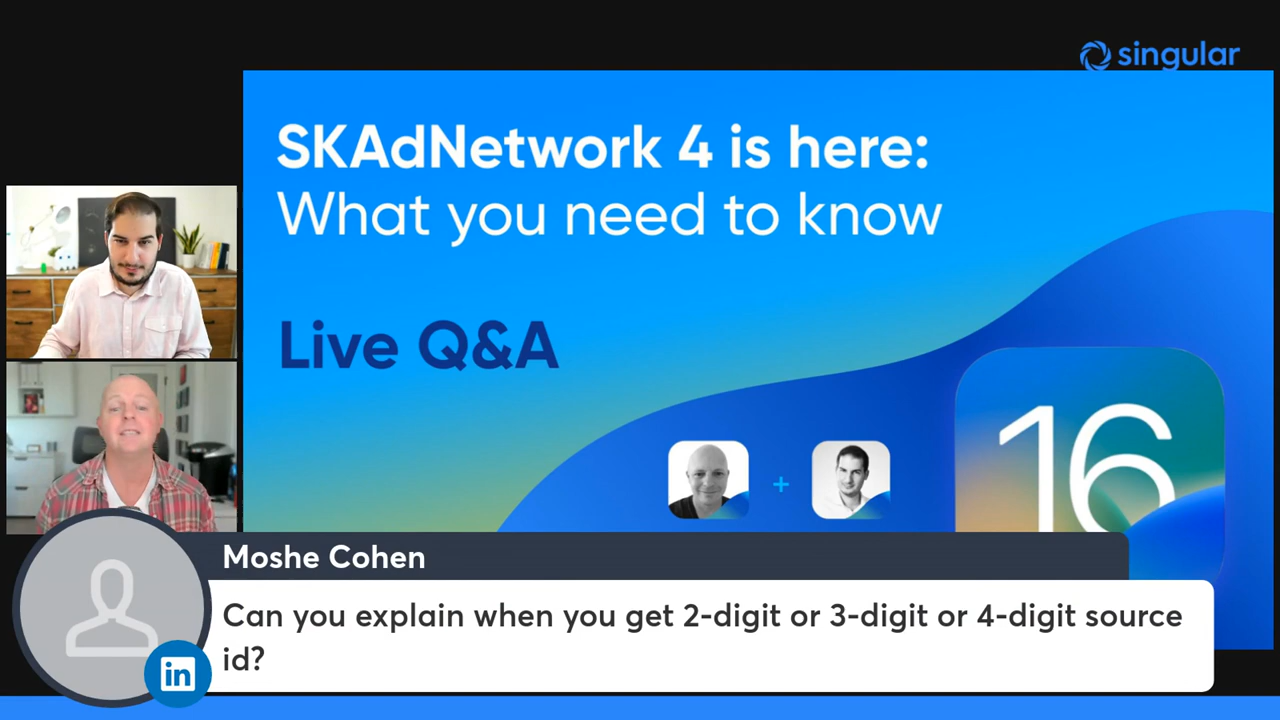 singular
SKAdNetwork 4 is here:
What you need to know
Live Q&A
+
16
Moshe Cohen
Can you explain when you get 2-digit or 3-digit or 4-digit source
id?
in